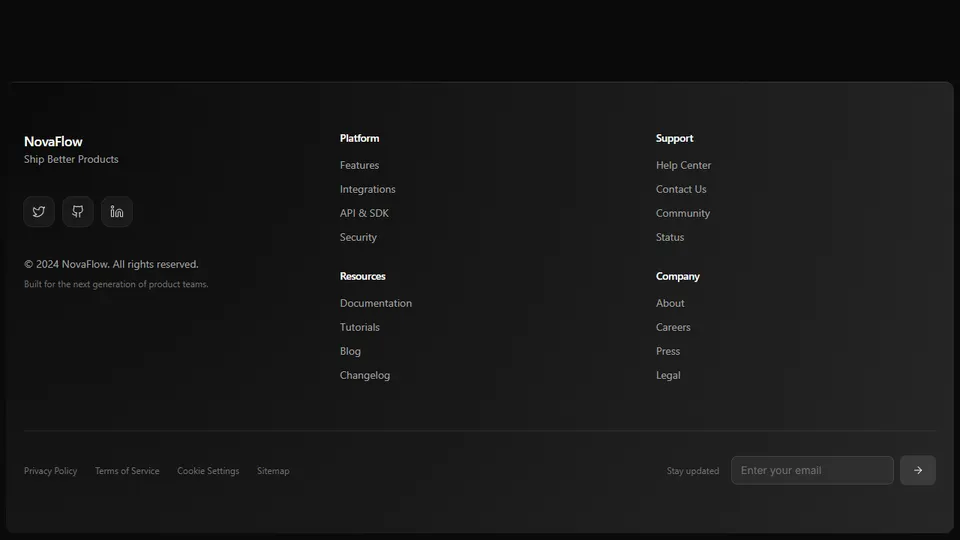 NovaFlow
Ship Better Products
© 2024 NovaFlow. All rights reserved.
Built for the next generation of product teams.
Platform
Features
Integrations
API & SDK
Security
Resources
Documentation
Tutorials
Blog
Changelog
Support
Help Center
Contact Us
Community
Status
Company
About
Careers
Press
Legal
Privacy Policy
Terms of Service
Cookie Settings
Sitemap
Stay updated
Enter your email